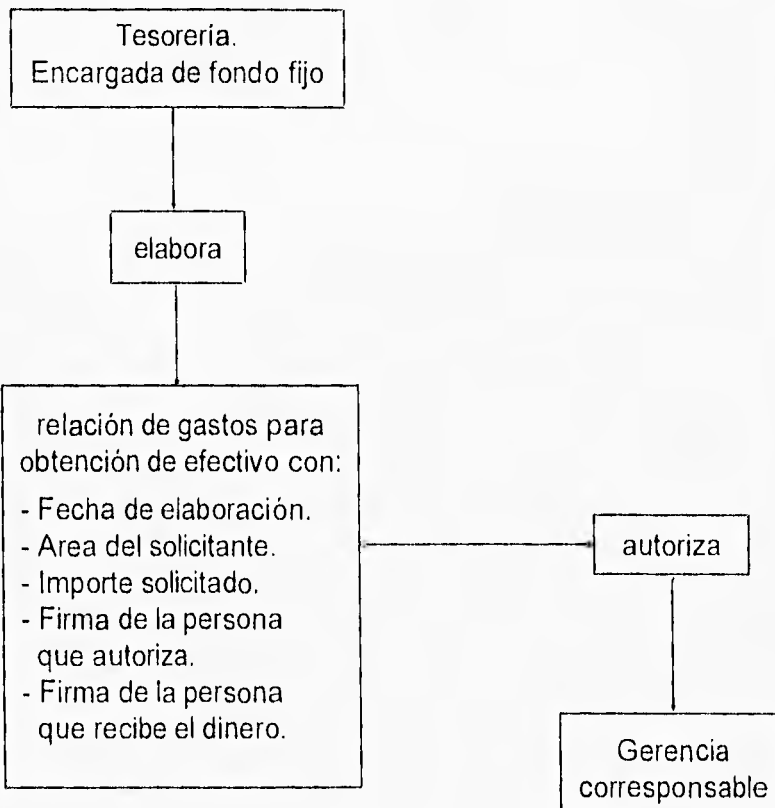 Tesorería.
Encargada de fondo fijo
elabora
relación de gastos para
obtención de efectivo con:
- Fecha de elaboración.
- Area del solicitante.
- Importe solicitado.
- Firma de la persona
que autoriza.
- Firma de la persona
que recibe el dinero.
autoriza
Gerencia
corresponsable